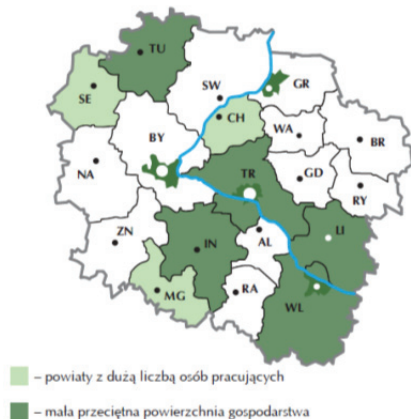 TU
SE
SW
GR
CH
WA
BY
BR
NA
TR
GD
RY
ZN
IN
AL
LI
MG
RA
WŁ
– powiaty z dużą liczbą osób pracujących
– mała przeciętna powierzchnia gospodarstwa